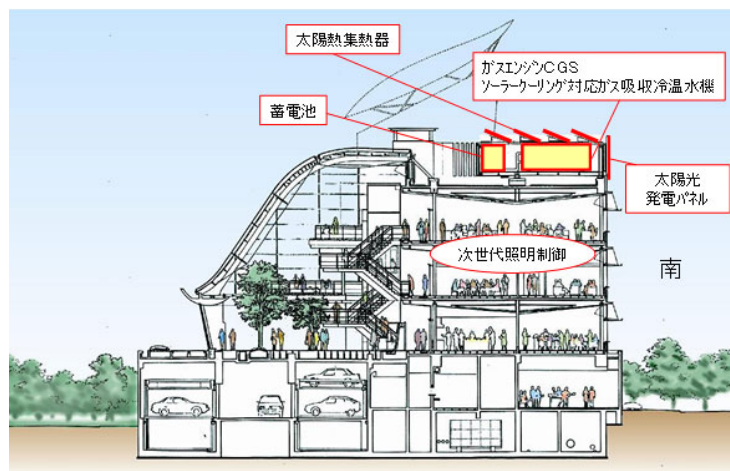 太陽熱集熱器
ガスエンジンCGS
ソーラークーリング対応ガス吸収冷温水機
蓄電池
太陽光
発電パネル
次世代照明制御
南